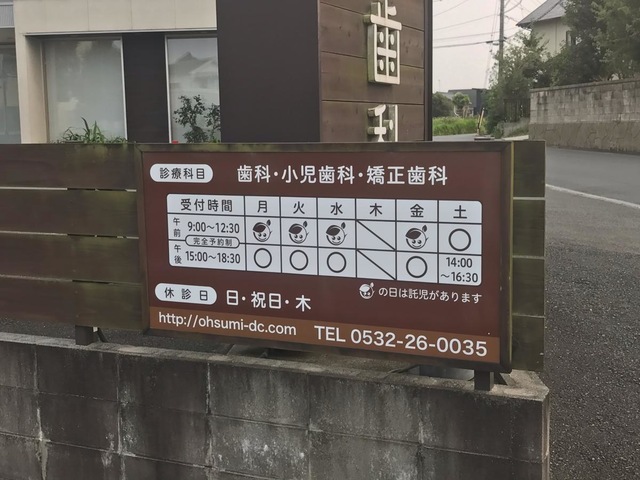 歯科
診療科目 歯科・小児歯科・矯正歯科
受付時間 月 火 水 木 金 土
午前 9:00〜12:30 ○
完全予約制
午後 15:00〜18:30 ○ ○ ○ ○ 14:00〜16:30
の日は託児があります
休診日 日・祝日・木
http://ohsumi-dc.com TEL 0532-26-0035